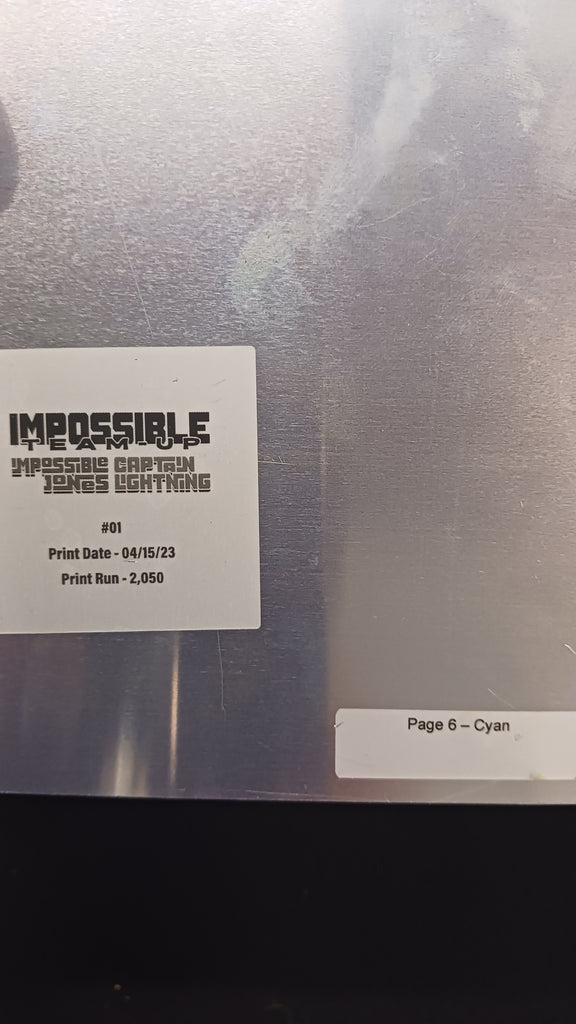 IMPOSSIBLE
TEAM-UP
IMPOSSIBLE CAPTAIN
JONES LIGHTNING
#01
Print Date - 04/15/23
Print Run - 2,050
Page 6 – Cyan